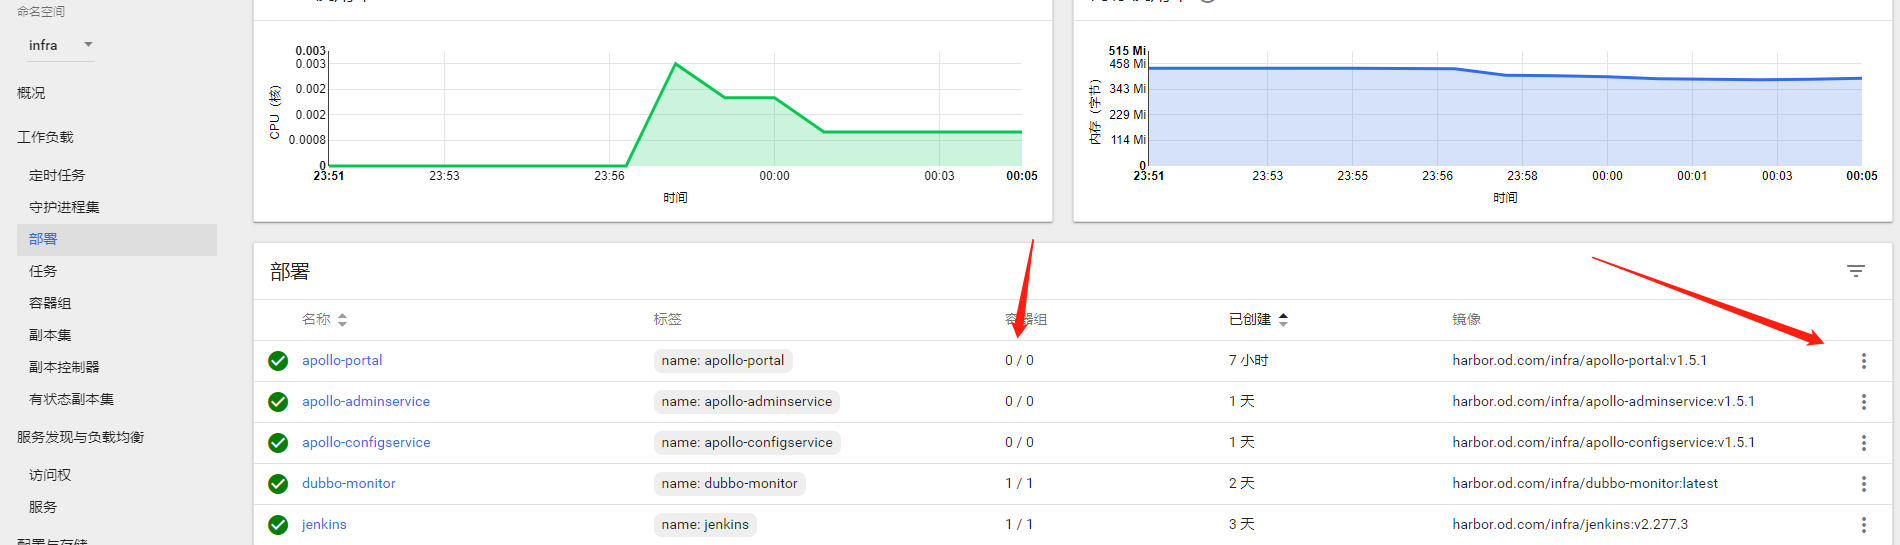 命名空间
infra
概况
工作负载
定时任务
守护进程集
部署
任务
容器组
副本集
副本控制器
有状态副本集
服务发现与负载均衡
访问权
服务
配置与存储
0.003
0.003
0.002
0.002
0.0008
0
CPU (核)
23:51 23:53 23:56 00:00 00:03 00:05
时间
515 Mi
458 Mi
343 Mi
229 Mi
114 Mi
0
内存 (字节)
23:51 23:53 23:55 23:56 23:58 00:00 00:01 00:03 00:05
时间
部署
名称 标签 容器组 已创建 镜像
apollo-portal name: apollo-portal 0 / 0 7 小时 harbor.od.com/infra/apollo-portal:v1.5.1
apollo-adminservice name: apollo-adminservice 0 / 0 1 天 harbor.od.com/infra/apollo-adminservice:v1.5.1
apollo-configservice name: apollo-configservice 0 / 0 1 天 harbor.od.com/infra/apollo-configservice:v1.5.1
dubbo-monitor name: dubbo-monitor 1 / 1 2 天 harbor.od.com/infra/dubbo-monitor:latest
jenkins name: jenkins 1 / 1 3 天 harbor.od.com/infra/jenkins:v2.277.3